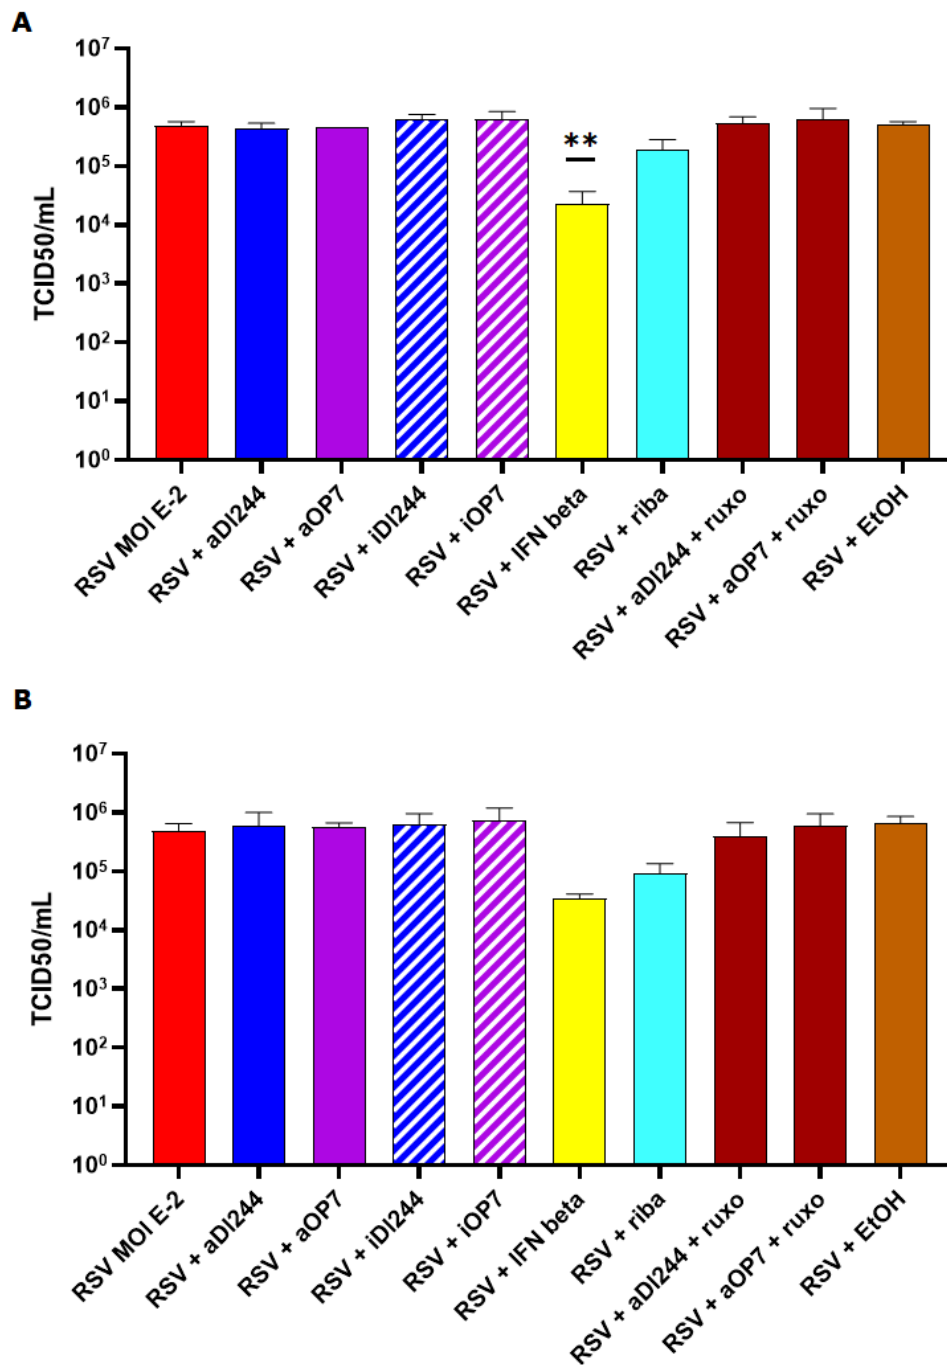 A
10⁷
10⁶
10⁵
10⁴
10³
10²
10¹
10⁰
TCID50/mL
**
RSV MOI E-2
RSV + aDI244
RSV + aOP7
RSV + iDI244
RSV + iOP7
RSV + IFN beta
RSV + riba
RSV + aDI244 + ruxo
RSV + aOP7 + ruxo
RSV + EtOH
B
10⁷
10⁶
10⁵
10⁴
10³
10²
10¹
10⁰
TCID50/mL
RSV MOI E-2
RSV + aDI244
RSV + aOP7
RSV + iDI244
RSV + iOP7
RSV + IFN beta
RSV + riba
RSV + aDI244 + ruxo
RSV + aOP7 + ruxo
RSV + EtOH